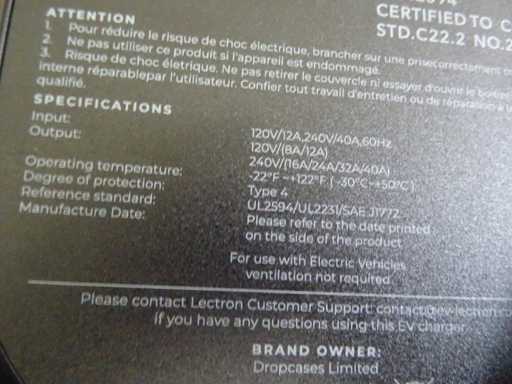 ATTENTION
CERTIFIED TO
STD.C22.2 NO.2
1. Pour réduire le risque de choc électrique, brancher sur une prisecorrectement
2. Ne pas utiliser ce produit si l'appareil est endommagé.
3. Risque de choc életrique. Ne pas retirer le couvercle ni essayer d'ouvrir le
interne réparablepar l'utilisateur. Confier tout travail d'entretien ou de réparation à
qualifié.
SPECIFICATIONS
Input: 120V/12A,240V/40A,60Hz
Output: 120V/(8A/12A)
240V/(16A/24A/32A/40A)
Operating temperature: -22°F ~+122°F ( -30°C~+50°C )
Degree of protection: Type 4
Reference standard: UL2594/UL2231/SAE J1772
Manufacture Date: Please refer to the date printed
on the side of the product
For use with Electric Vehicles
ventilation not required
Please contact Lectron Customer Support: contact@ev-lectron.co
if you have any questions using this EV charger
BRAND OWNER:
Dropcases Limited